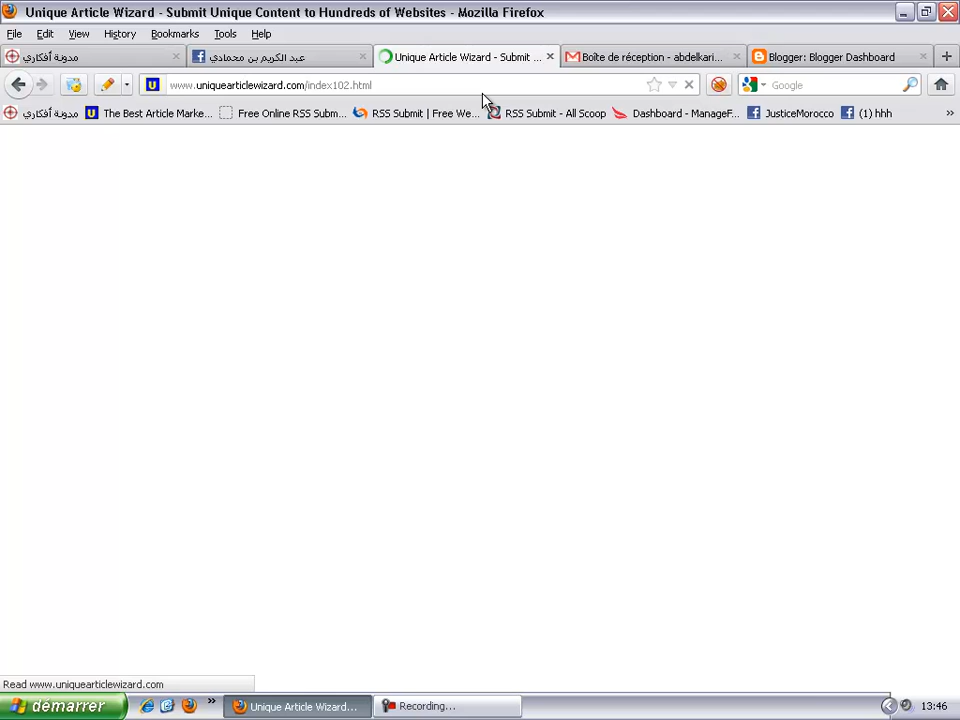 Unique Article Wizard - Submit Unique Content to Hundreds of Websites - Mozilla Firefox
File Edit View History Bookmarks Tools Help
مدونة أفكاري
عبد الكريم بن محمادي
Unique Article Wizard - Submit ...
Boîte de réception - abdelkari...
Blogger: Blogger Dashboard
www.uniquearticlewizard.com/index102.html
Google
مدونة أفكاري
U The Best Article Marke...
Free Online RSS Subm...
RSS Submit | Free We...
RSS Submit - All Scoop
Dashboard - ManageF...
JusticeMorocco
(1) hhh
Read www.uniquearticlewizard.com
démarrer
Unique Article Wizard...
Recording...
13:46